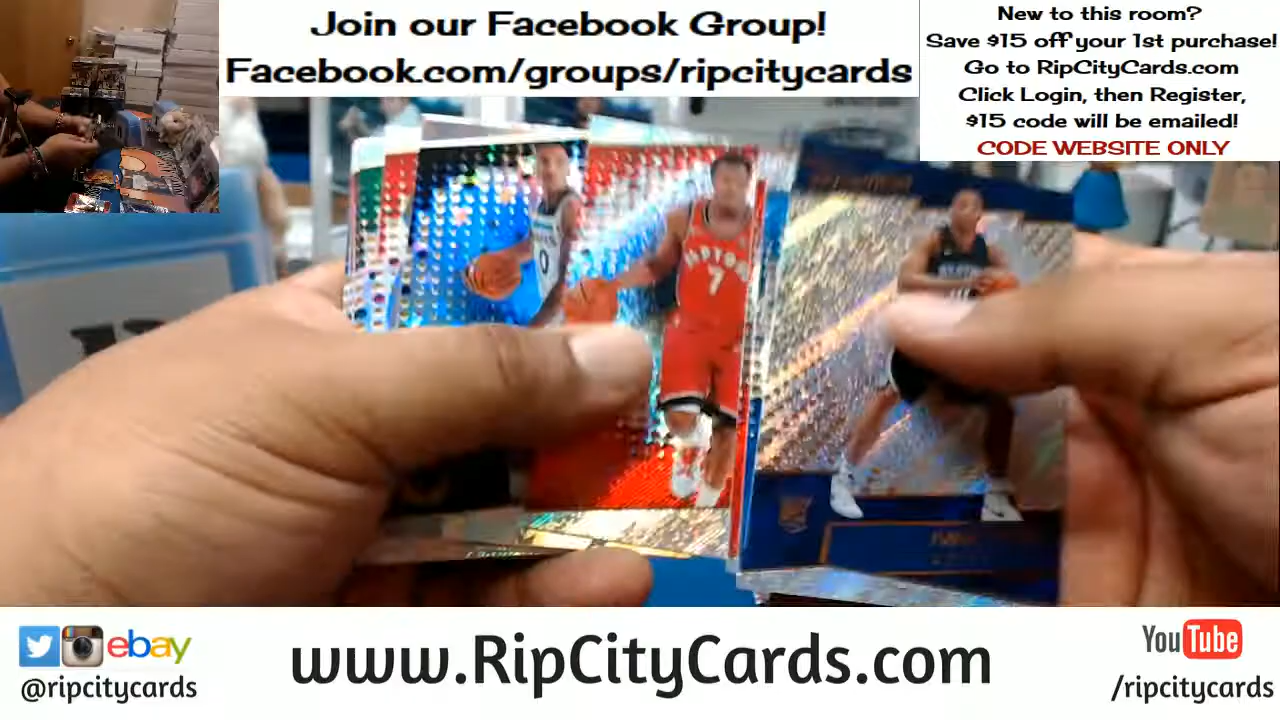 Join our Facebook Group!
Facebook.com/groups/ripcitycards
New to this room?
Save $15 off your 1st purchase!
Go to RipCityCards.com
Click Login, then Register,
$15 code will be emailed!
CODE WEBSITE ONLY
0
7
ebay
@ripcitycards
www.RipCityCards.com
YouTube
/ripcitycards